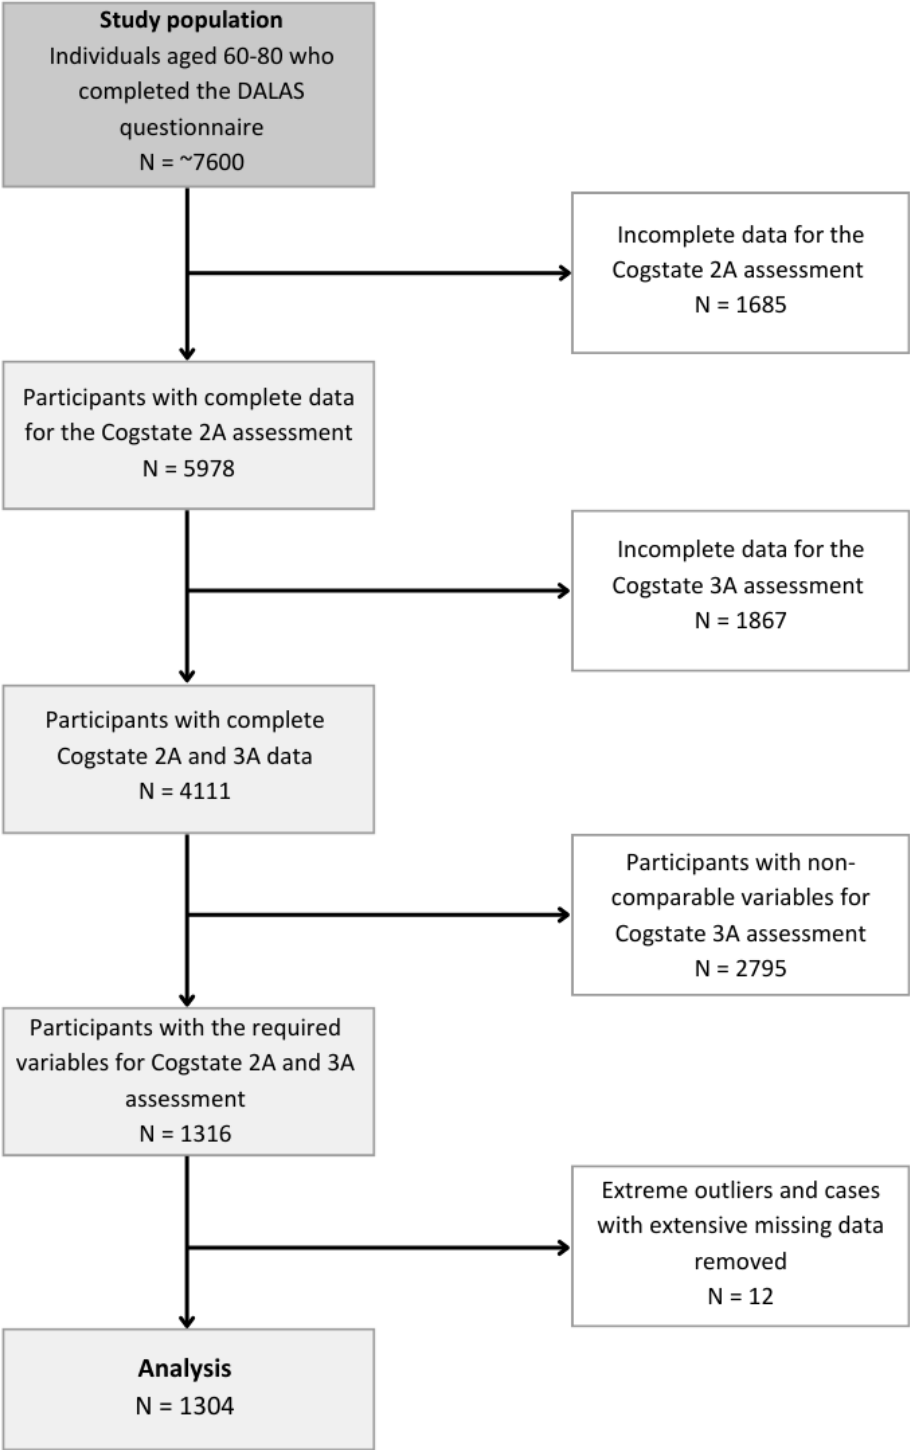 Study population
Individuals aged 60-80 who
completed the DALAS
questionnaire
N = ~7600
Incomplete data for the
Cogstate 2A assessment
N = 1685
Participants with complete data
for the Cogstate 2A assessment
N = 5978
Incomplete data for the
Cogstate 3A assessment
N = 1867
Participants with complete
Cogstate 2A and 3A data
N = 4111
Participants with non-
comparable variables for
Cogstate 3A assessment
N = 2795
Participants with the required
variables for Cogstate 2A and 3A
assessment
N = 1316
Extreme outliers and cases
with extensive missing data
removed
N = 12
Analysis
N = 1304